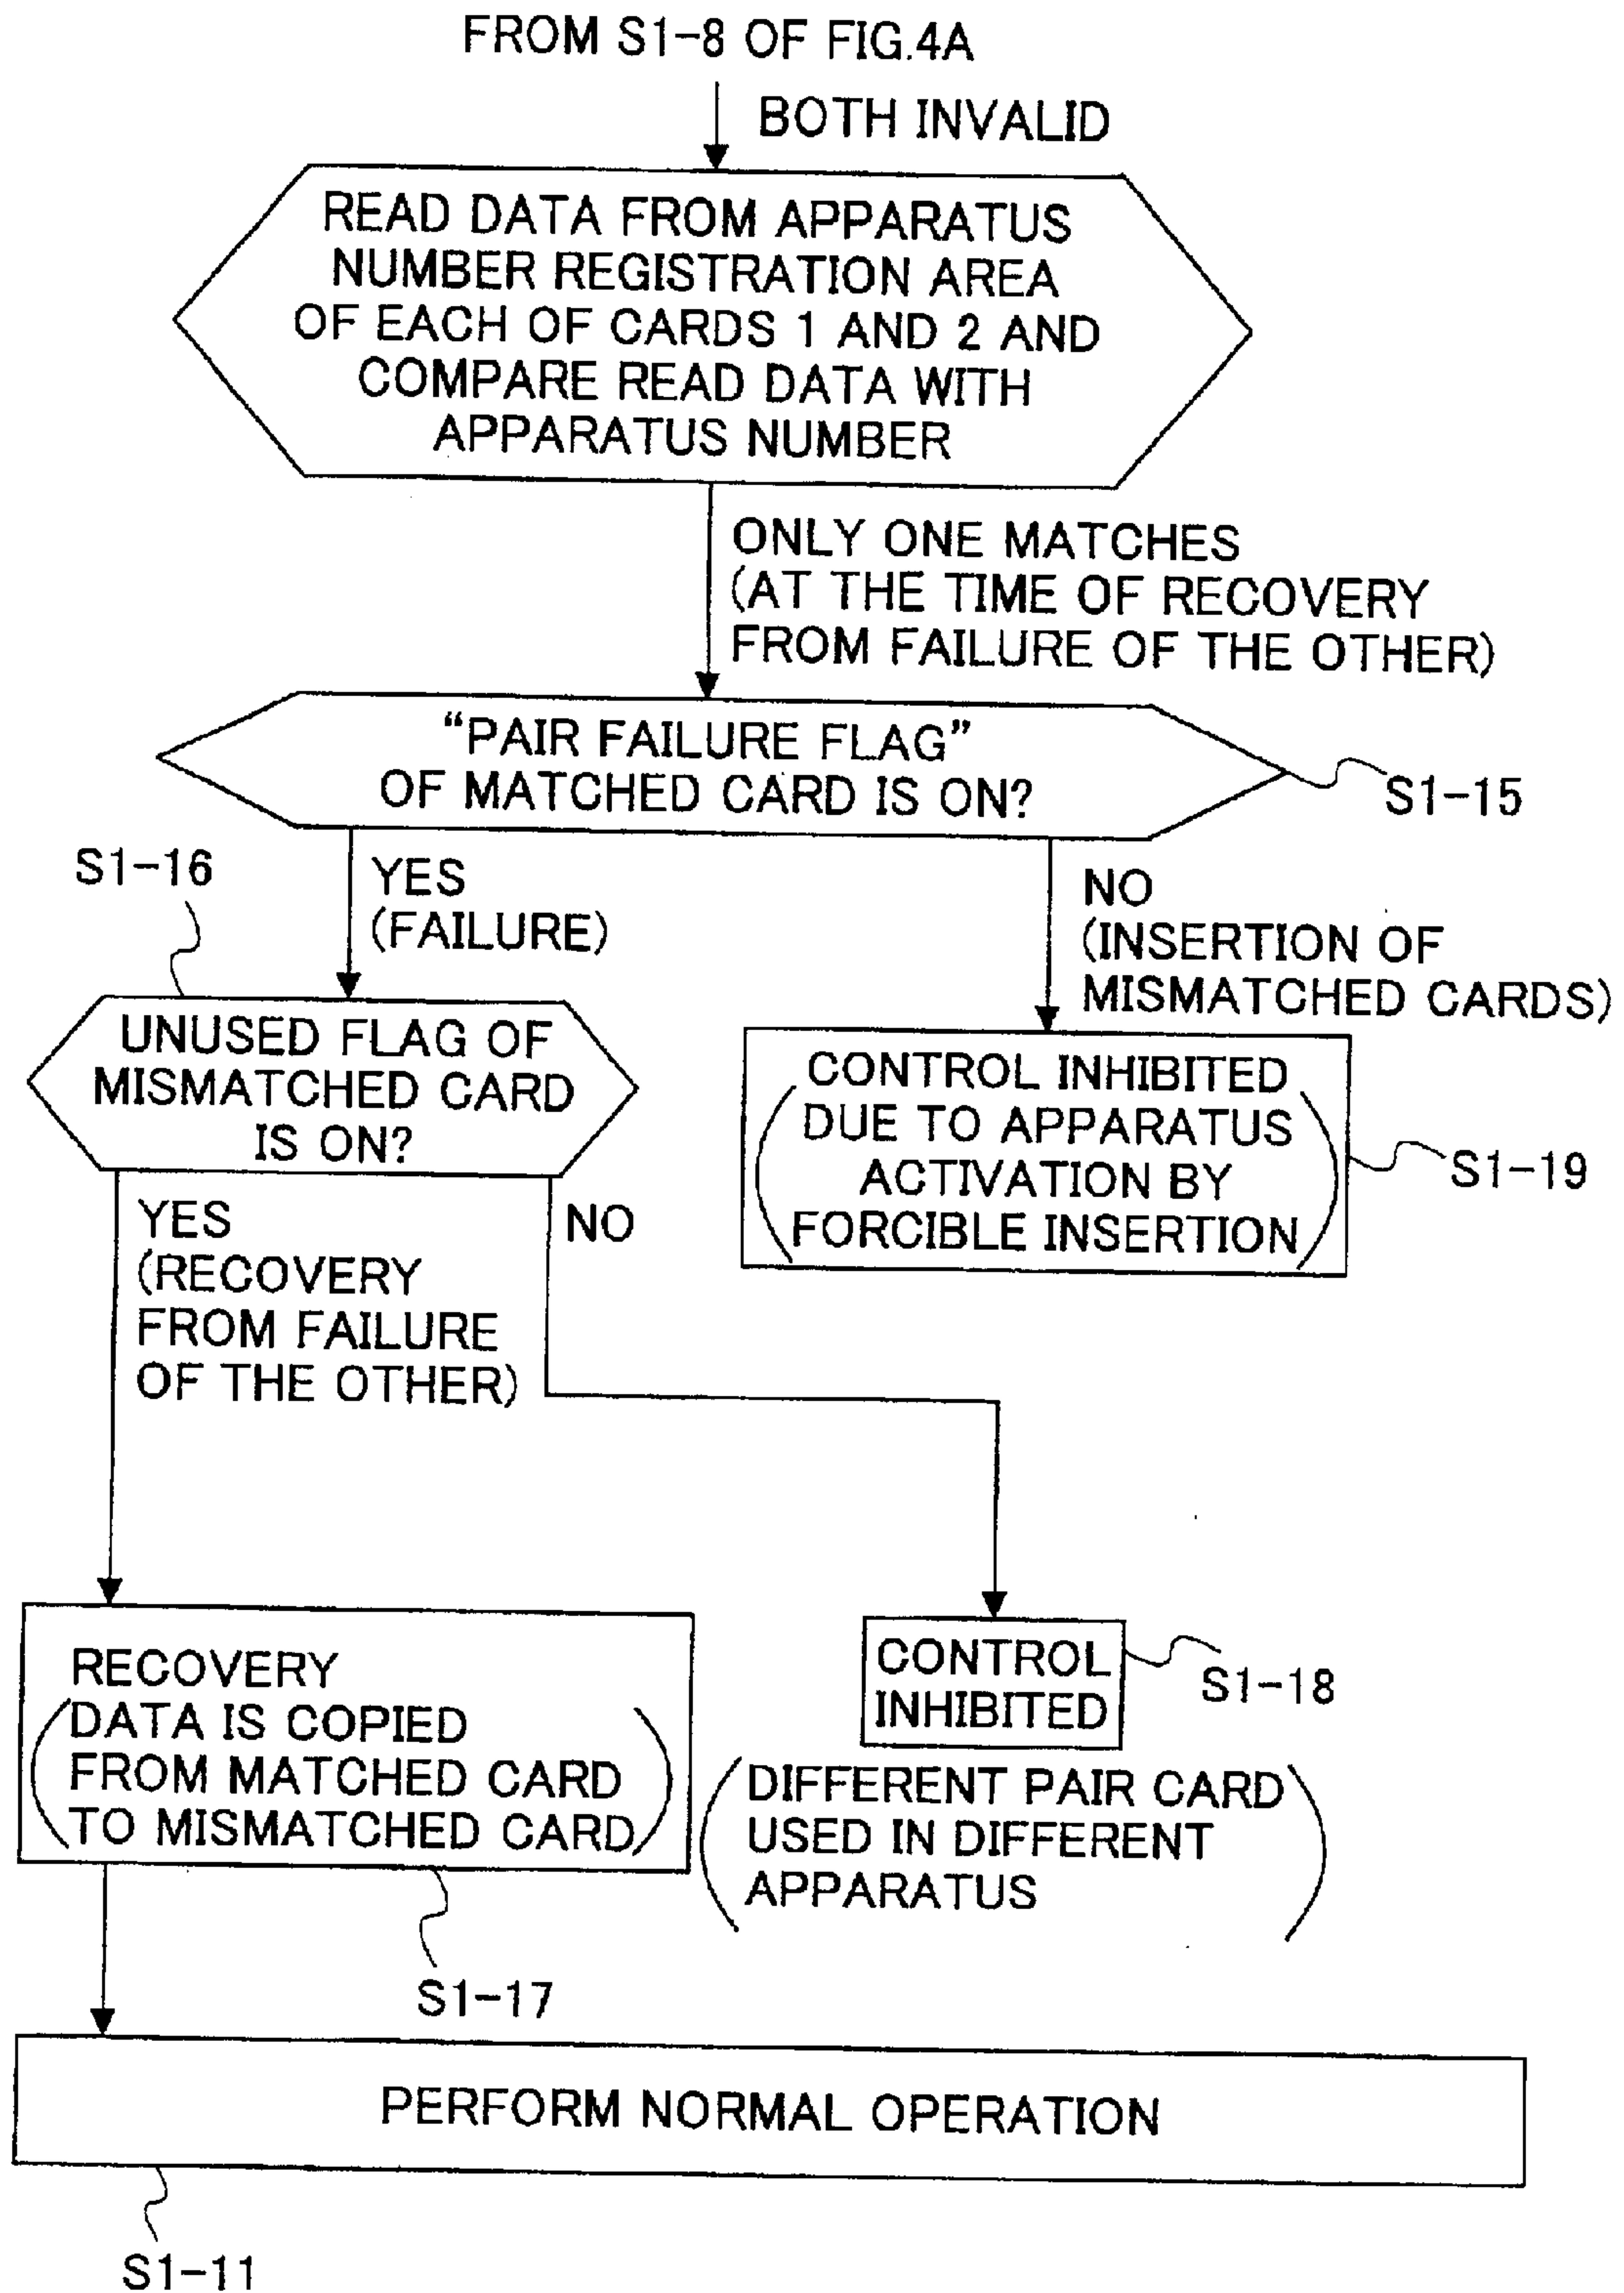 FROM S1-8 OF FIG.4A
BOTH INVALID
READ DATA FROM APPARATUS
NUMBER REGISTRATION AREA
OF EACH OF CARDS 1 AND 2 AND
COMPARE READ DATA WITH
APPARATUS NUMBER
ONLY ONE MATCHES
(AT THE TIME OF RECOVERY
FROM FAILURE OF THE OTHER)
“PAIR FAILURE FLAG”
OF MATCHED CARD IS ON?
S1-15
S1-16
YES
(FAILURE)
NO
(INSERTION OF
MISMATCHED CARDS)
UNUSED FLAG OF
MISMATCHED CARD
IS ON?
CONTROL INHIBITED
(DUE TO APPARATUS
ACTIVATION BY
FORCIBLE INSERTION)
S1-19
YES
(RECOVERY
FROM FAILURE
OF THE OTHER)
NO
RECOVERY
(DATA IS COPIED
FROM MATCHED CARD
TO MISMATCHED CARD)
CONTROL
INHIBITED
S1-18
(DIFFERENT PAIR CARD
USED IN DIFFERENT
APPARATUS)
S1-17
PERFORM NORMAL OPERATION
S1-11